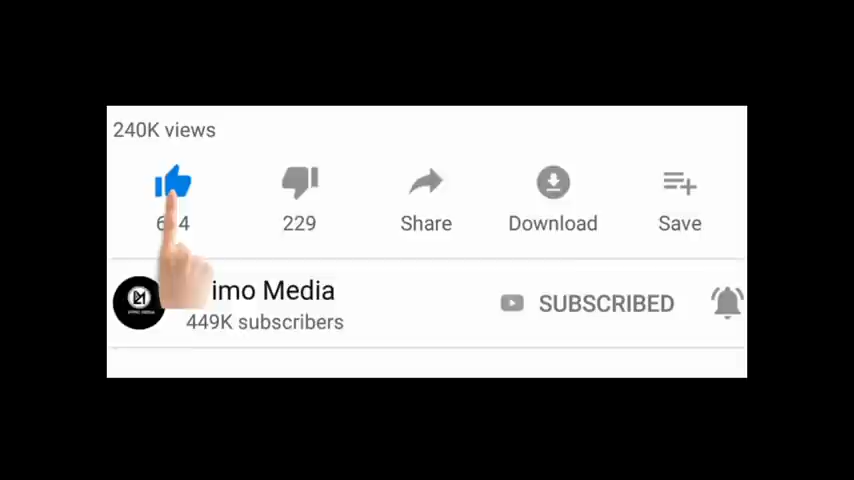 240K views
229
Share
Download
Save
imo Media
SUBSCRIBED
449K subscribers